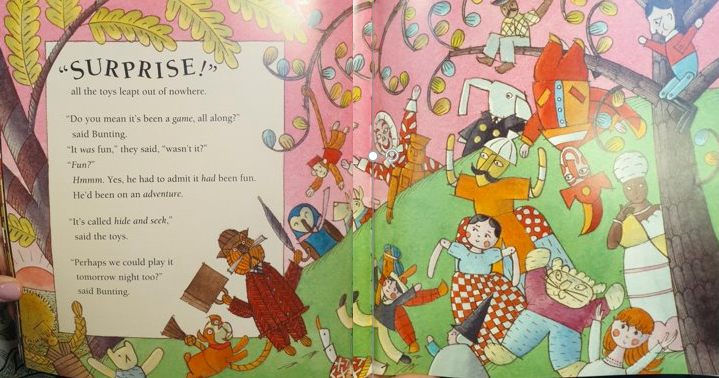 “SURPRISE!”
all the toys leapt out of nowhere.
“Do you mean it’s been a game, all along?”
said Bunting.
“It was fun,” they said, “wasn’t it?”
“Fun?”
Hmmm. Yes, he had to admit it had been fun.
He’d been on an adventure.
“It’s called hide and seek,”
said the toys.
“Perhaps we could play it
tomorrow night too?”
said Bunting.